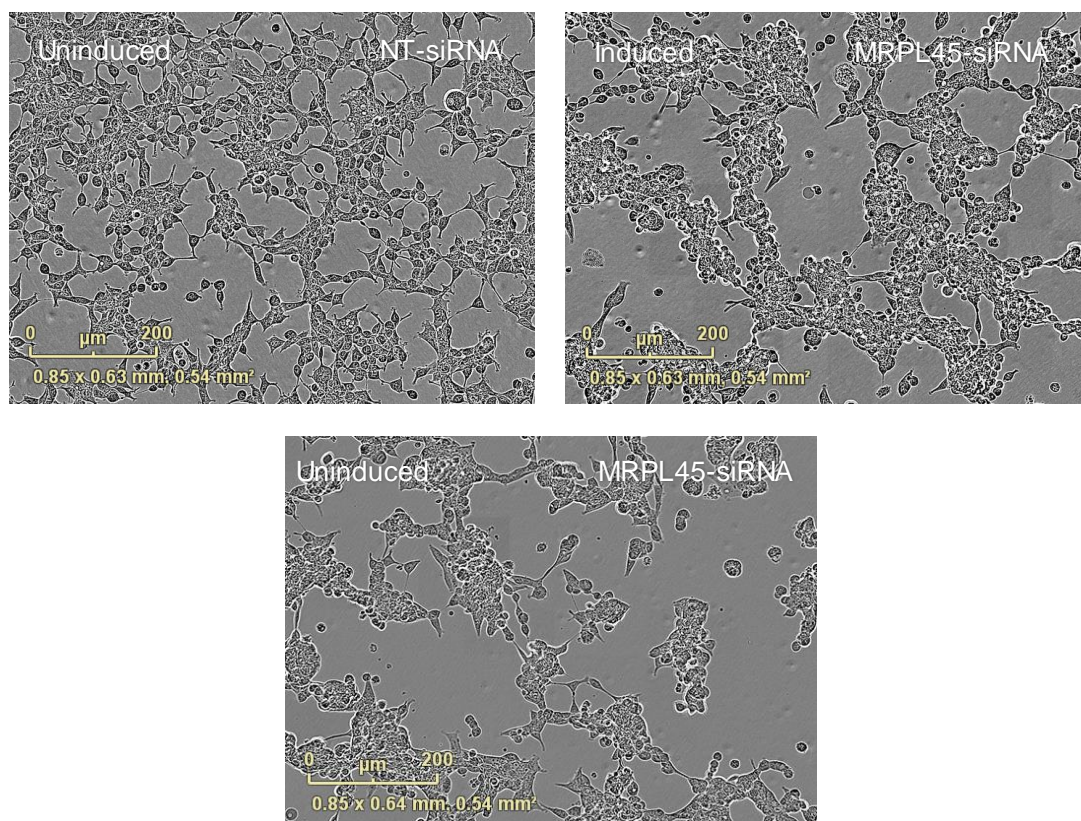 Uninduced NT-siRNA
0 µm 200
0.85 x 0.63 mm, 0.54 mm²
Induced MRPL45-siRNA
0 µm 200
0.85 x 0.63 mm, 0.54 mm²
Uninduced MRPL45-siRNA
0 µm 200
0.85 x 0.64 mm, 0.54 mm²